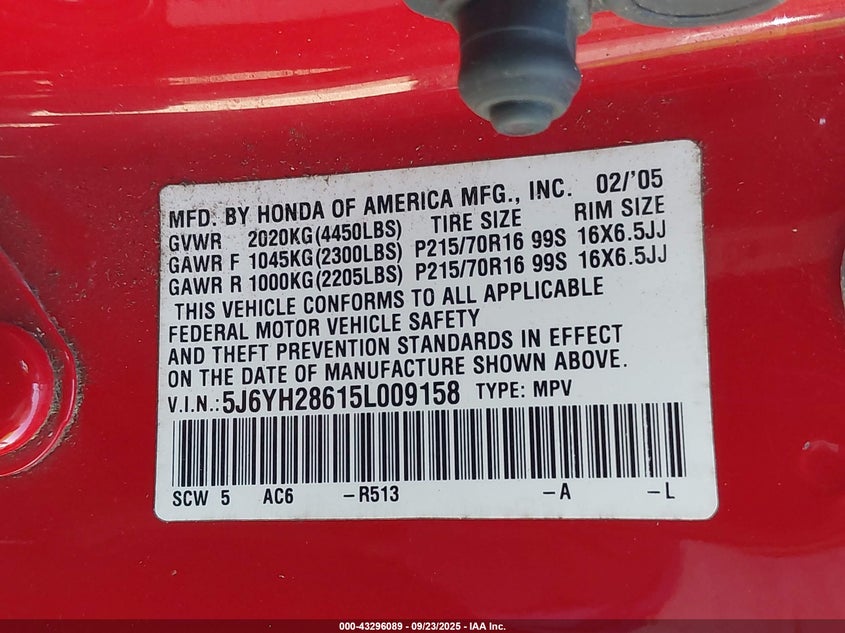 MFD. BY HONDA OF AMERICA MFG., INC. 02/'05
GVWR 2020KG(4450LBS) TIRE SIZE RIM SIZE
GAWR F 1045KG(2300LBS) P215/70R16 99S 16X6.5JJ
GAWR R 1000KG(2205LBS) P215/70R16 99S 16X6.5JJ
THIS VEHICLE CONFORMS TO ALL APPLICABLE
FEDERAL MOTOR VEHICLE SAFETY
AND THEFT PREVENTION STANDARDS IN EFFECT
ON THE DATE OF MANUFACTURE SHOWN ABOVE.
V.I.N.: 5J6YH28615L009158 TYPE: MPV
SCW 5 AC6 -R513 -A -L
000-43296089 - 09/23/2025 - IAA Inc.